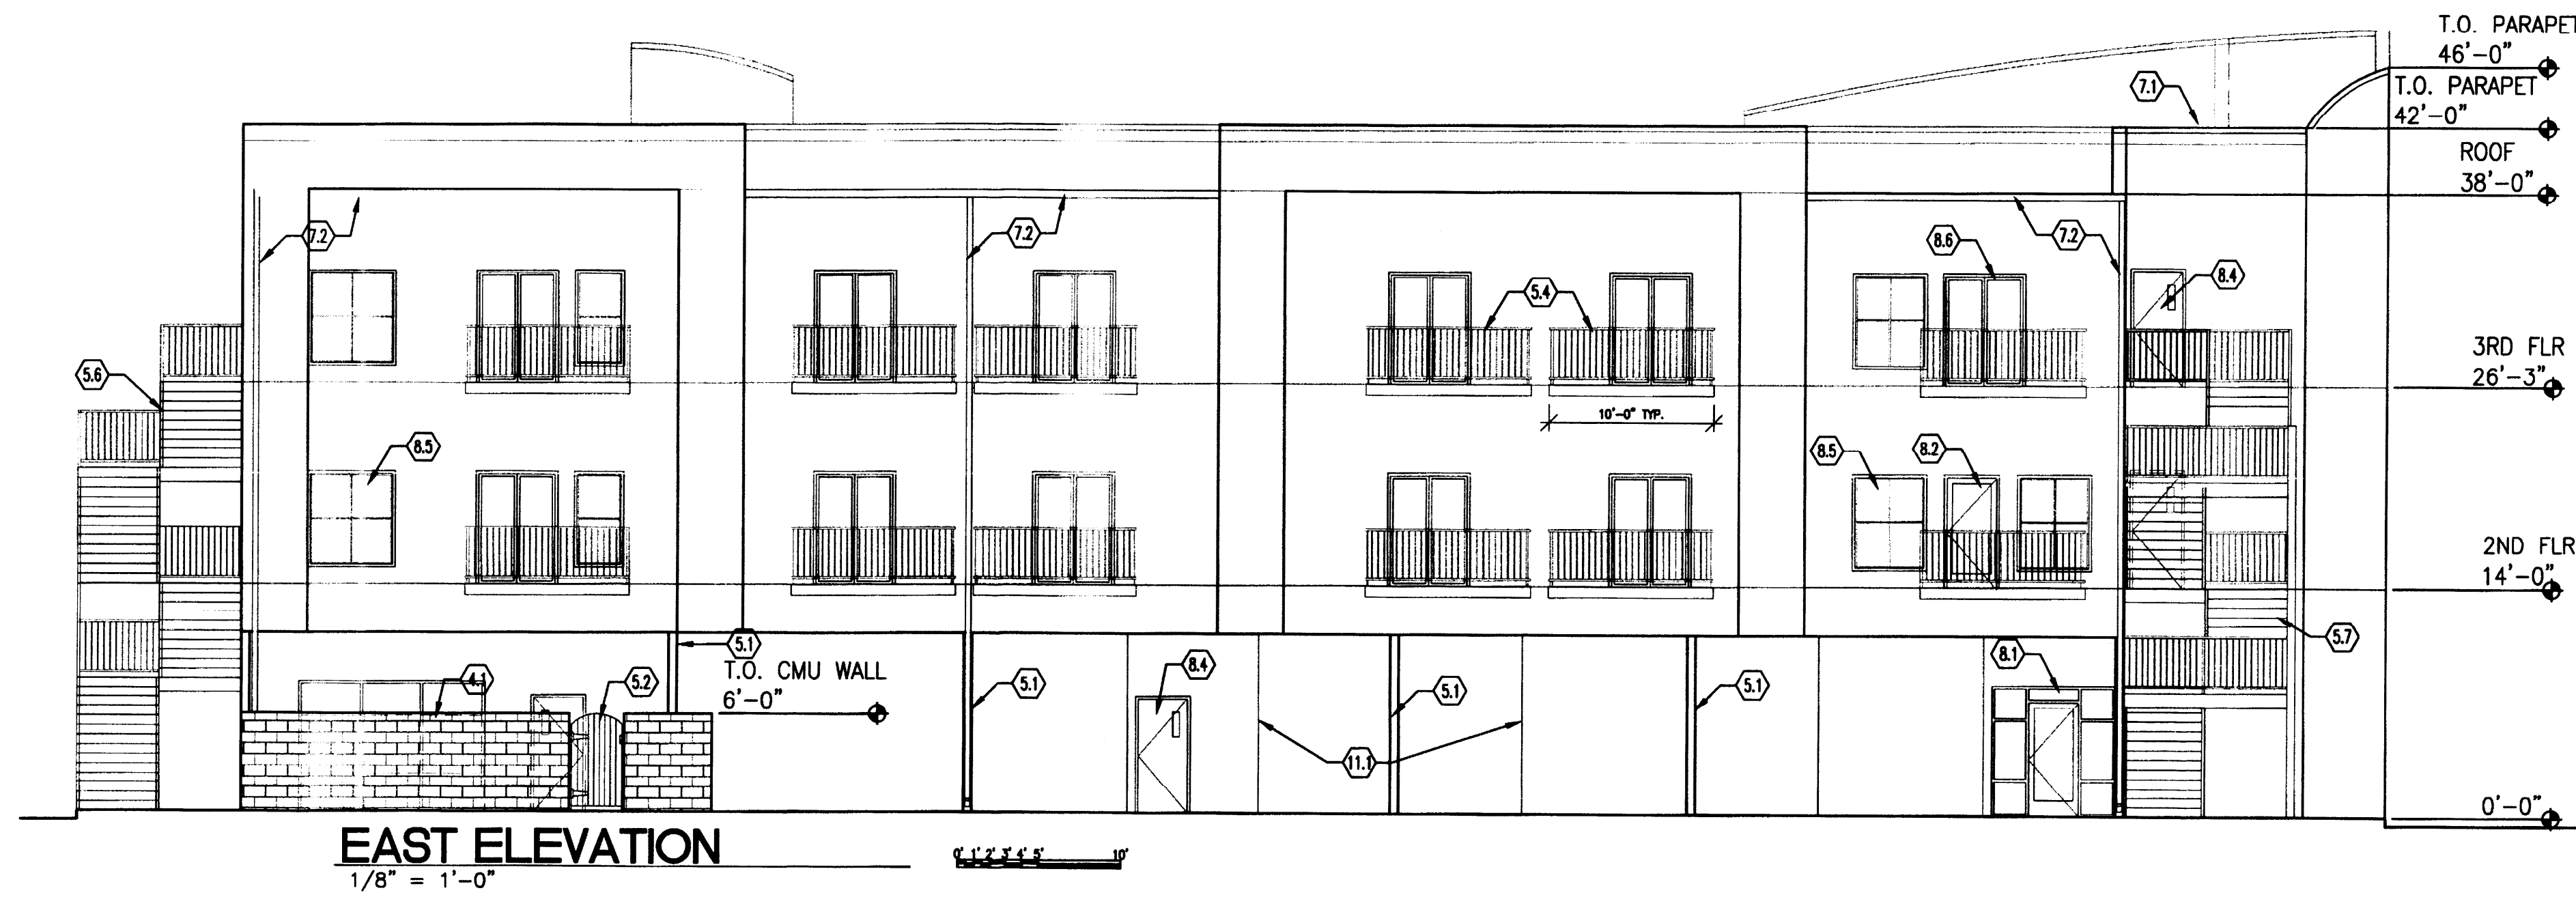 T.O. PARAPET
46'-0"
7.1
T.O. PARAPET
42'-0"
ROOF
38'-0"
7.2
7.2
8.6
7.2
8.4
5.4
5.6
3RD FLR
26'-3"
10'-0" TYP.
8.5
8.5
8.2
2ND FLR
14'-0"
5.1
5.7
T.O. CMU WALL
6'-0"
4.1
5.2
5.1
8.4
5.1
5.1
8.1
11.1
0'-0"
EAST ELEVATION
1/8" = 1'-0"
0' 1' 2' 3' 4' 5' 10'